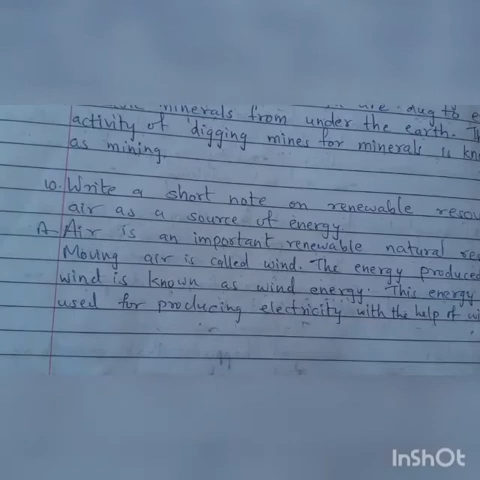 minerals from under the earth. Th
activity of digging mines for minerals is kno
as mining.
10. Write a short note on renewable resou
air as a source of energy
A- Air is an important renewable natural res
Moving air is called wind. The energy produced
wind is known as wind energy. This energy
used for producing electricity with the help of wi
InShOt